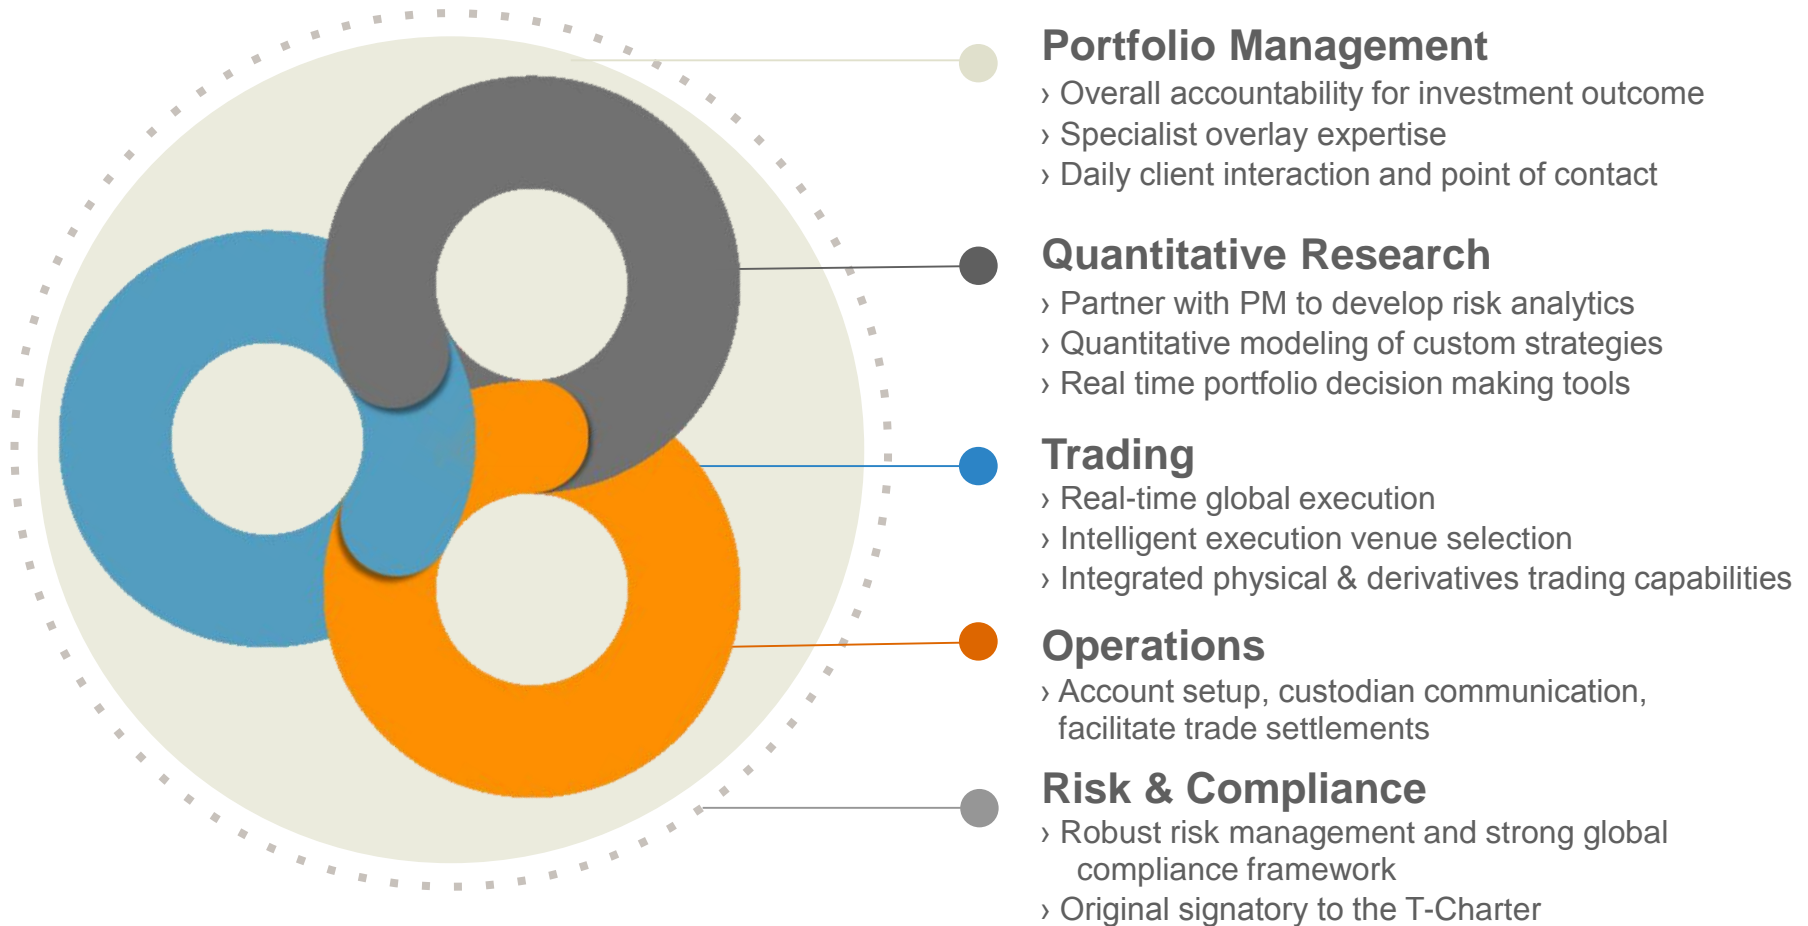 Portfolio Management
› Overall accountability for investment outcome
› Specialist overlay expertise
› Daily client interaction and point of contact
Quantitative Research
› Partner with PM to develop risk analytics
› Quantitative modeling of custom strategies
› Real time portfolio decision making tools
Trading
› Real-time global execution
› Intelligent execution venue selection
› Integrated physical & derivatives trading capabilities
Operations
› Account setup, custodian communication,
facilitate trade settlements
Risk & Compliance
› Robust risk management and strong global
compliance framework
› Original signatory to the T-Charter